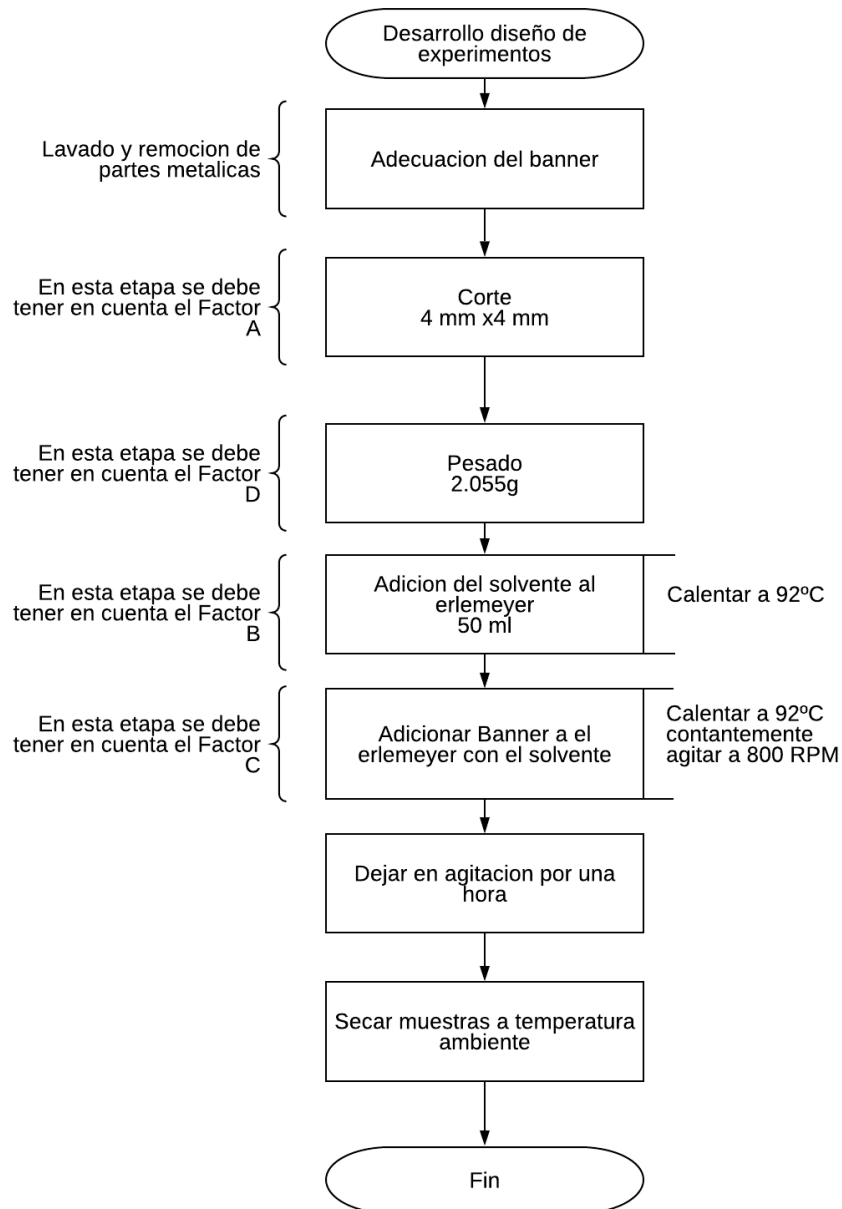 Desarrollo diseño de
experimentos
Lavado y remocion de
partes metalicas
Adecuacion del banner
En esta etapa se debe
tener en cuenta el Factor
A
Corte
4 mm x4 mm
En esta etapa se debe
tener en cuenta el Factor
D
Pesado
2.055g
En esta etapa se debe
tener en cuenta el Factor
B
Adicion del solvente al
erlemeyer
50 ml
Calentar a 92ºC
En esta etapa se debe
tener en cuenta el Factor
C
Adicionar Banner a el
erlemeyer con el solvente
Calentar a 92ºC
contantemente
agitar a 800 RPM
Dejar en agitacion por una
hora
Secar muestras a temperatura
ambiente
Fin